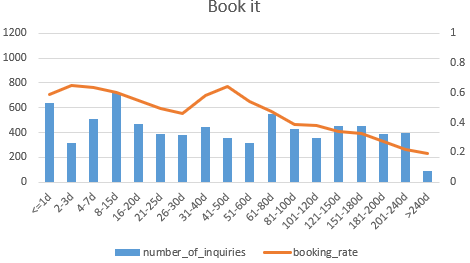 Book it
1200
1000
800
600
400
200
0
1
0.8
0.6
0.4
0.2
0
<=1d
2-3d
4-7d
8-15d
16-20d
21-25d
26-30d
31-40d
41-50d
51-60d
61-80d
81-100d
101-120d
121-150d
151-180d
181-200d
201-240d
>240d
number_of_inquiries
booking_rate